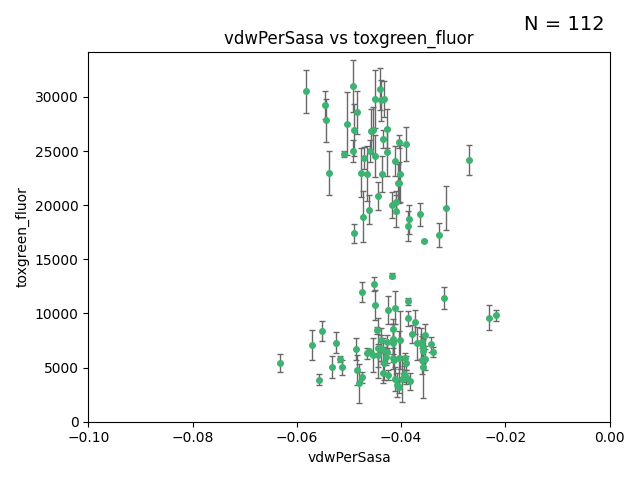 N = 112
vdwPerSasa vs toxgreen_fluor
toxgreen_fluor
30000
25000
20000
15000
10000
5000
0
−0.10 −0.08 −0.06 −0.04 −0.02 0.00
vdwPerSasa